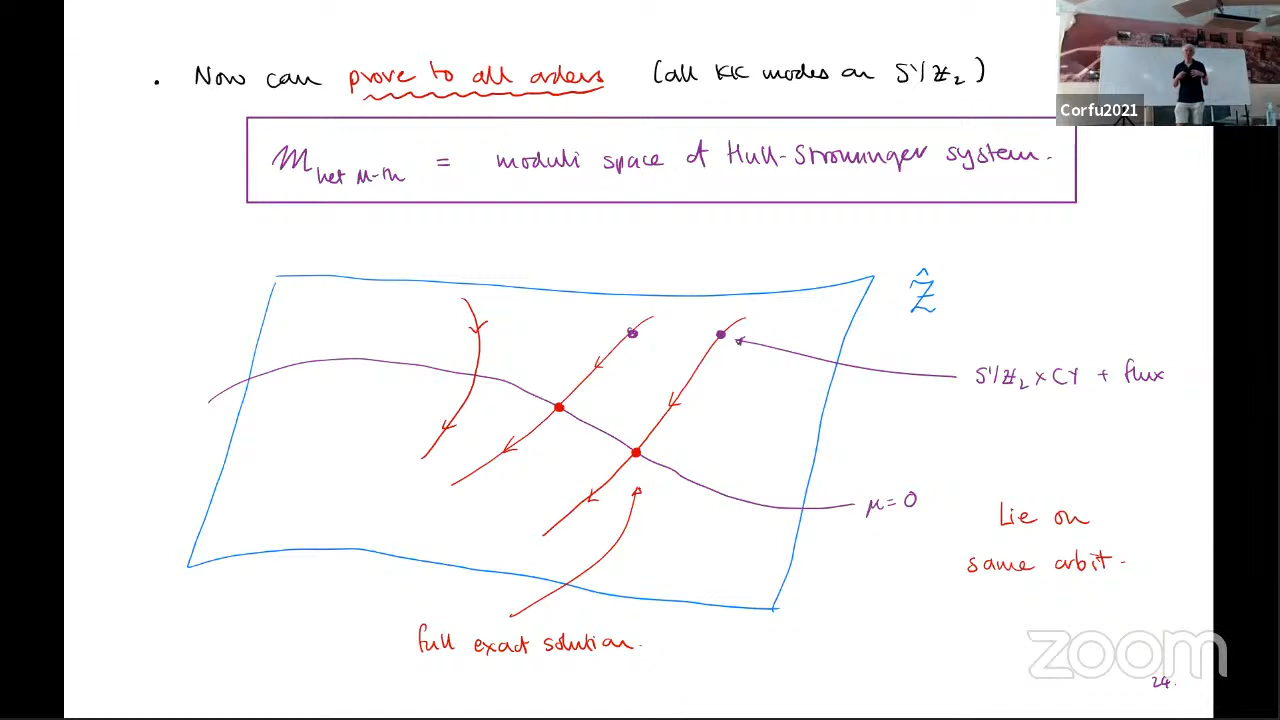 · Now can prove to all orders (all KK modes on S¹/ℤ₂)
Corfu2021
M het M-th = moduli space of Hull-Strominger system.
Ẑ
S¹/ℤ₂ × CY + flux
μ = 0
Lie on
same orbit.
full exact solution.
zoom
24.